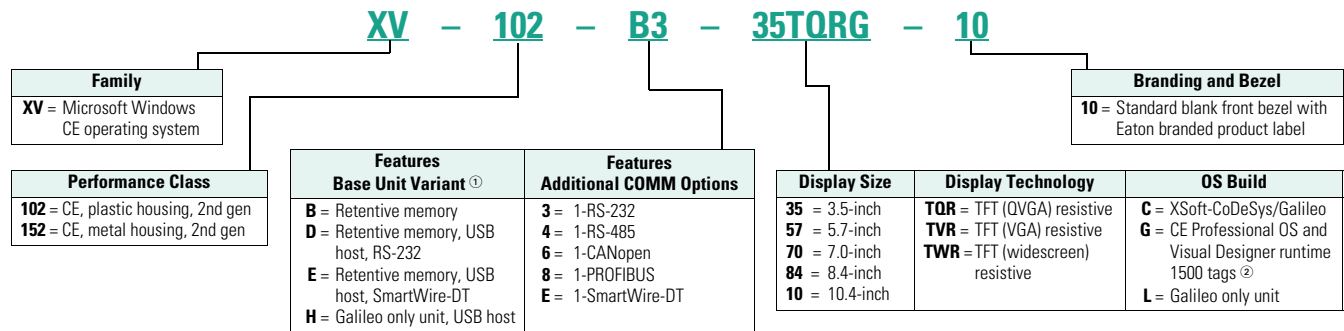 XV – 102 – B3 – 35TQRG – 10
Family
XV = Microsoft Windows
CE operating system
Branding and Bezel
10 = Standard blank front bezel with
Eaton branded product label
Performance Class
102 = CE, plastic housing, 2nd gen
152 = CE, metal housing, 2nd gen
Features
Base Unit Variant ①
B = Retentive memory
D = Retentive memory, USB
host, RS-232
E = Retentive memory, USB
host, SmartWire-DT
H = Galileo only unit, USB host
Features
Additional COMM Options
3 = 1-RS-232
4 = 1-RS-485
6 = 1-CANopen
8 = 1-PROFIBUS
E = 1-SmartWire-DT
Display Size
35 = 3.5-inch
57 = 5.7-inch
70 = 7.0-inch
84 = 8.4-inch
10 = 10.4-inch
Display Technology
TQR = TFT (QVGA) resistive
TVR = TFT (VGA) resistive
TWR = TFT (widescreen)
resistive
OS Build
C = XSoft-CoDeSys/Galileo
G = CE Professional OS and
Visual Designer runtime
1500 tags ②
L = Galileo only unit